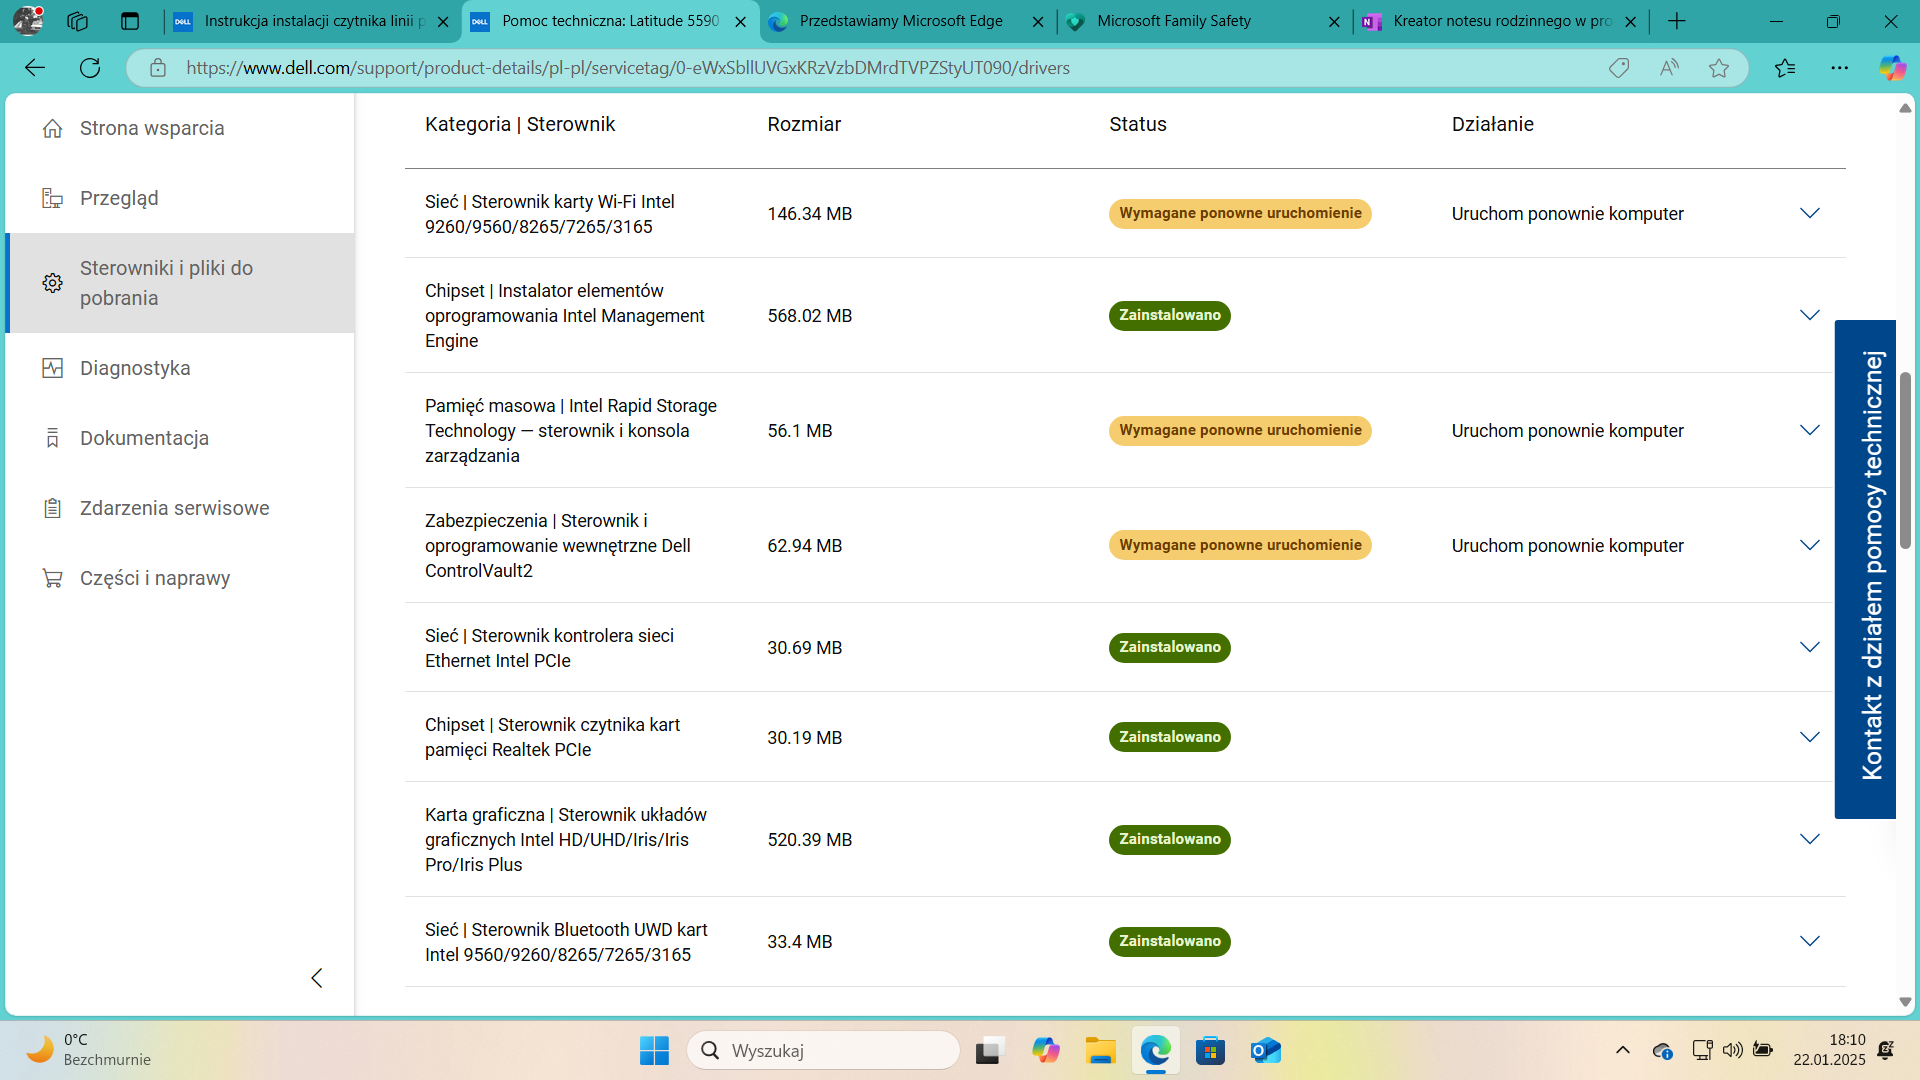 Instrukcja instalacji czytnika linii p
Pomoc techniczna: Latitude 5590
Przedstawiamy Microsoft Edge
Microsoft Family Safety
Kreator notesu rodzinnego w pro
https://www.dell.com/support/product-details/pl-pl/servicetag/0-eWxSbllUVGxKRzVzbDMrdTVPZStyUT090/drivers
Strona wsparcia
Przegląd
Sterowniki i pliki do
pobrania
Diagnostyka
Dokumentacja
Zdarzenia serwisowe
Części i naprawy
Kategoria | Sterownik Rozmiar Status Działanie
Sieć | Sterownik karty Wi-Fi Intel
9260/9560/8265/7265/3165
146.34 MB Wymagane ponowne uruchomienie Uruchom ponownie komputer
Chipset | Instalator elementów
oprogramowania Intel Management
Engine
568.02 MB Zainstalowano
Pamięć masowa | Intel Rapid Storage
Technology — sterownik i konsola
zarządzania
56.1 MB Wymagane ponowne uruchomienie Uruchom ponownie komputer
Zabezpieczenia | Sterownik i
oprogramowanie wewnętrzne Dell
ControlVault2
62.94 MB Wymagane ponowne uruchomienie Uruchom ponownie komputer
Sieć | Sterownik kontrolera sieci
Ethernet Intel PCIe
30.69 MB Zainstalowano
Chipset | Sterownik czytnika kart
pamięci Realtek PCIe
30.19 MB Zainstalowano
Karta graficzna | Sterownik układów
graficznych Intel HD/UHD/Iris/Iris
Pro/Iris Plus
520.39 MB Zainstalowano
Sieć | Sterownik Bluetooth UWD kart
Intel 9560/9260/8265/7265/3165
33.4 MB Zainstalowano
Kontakt z działem pomocy technicznej
0°C
Bezchmurnie
Wyszukaj
18:10
22.01.2025